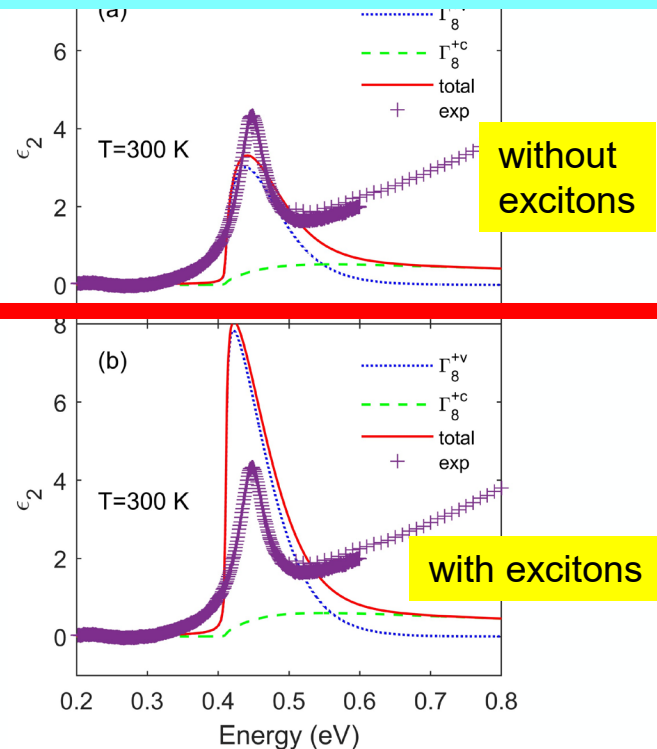 (a)
Γ₈⁺ᵛ
Γ₈⁺ᶜ
total
exp
T=300 K
without
excitons
ϵ₂
6
4
2
0
(b)
Γ₈⁺ᵛ
Γ₈⁺ᶜ
total
exp
T=300 K
with excitons
ϵ₂
8
6
4
2
0
0.2 0.3 0.4 0.5 0.6 0.7 0.8
Energy (eV)